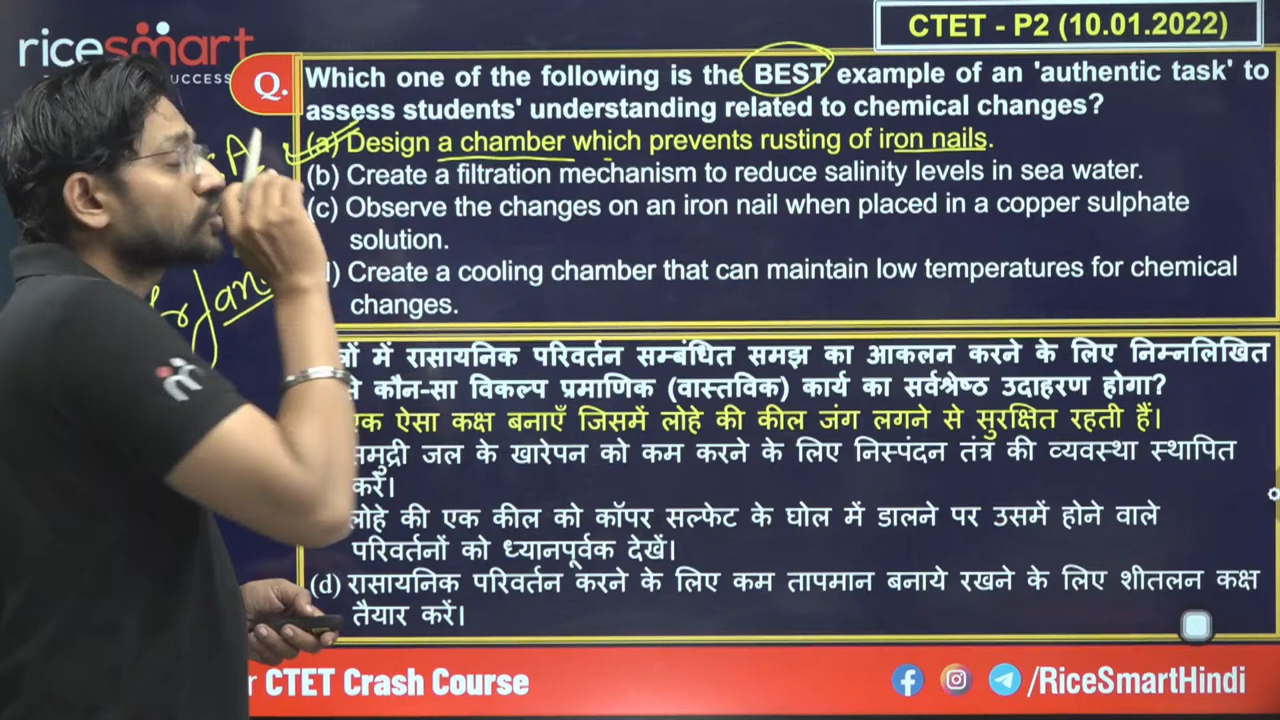 ricesmart
UCCESS
CTET - P2 (10.01.2022)
Q.
Which one of the following is the BEST example of an 'authentic task' to
assess students' understanding related to chemical changes?
(a) Design a chamber which prevents rusting of iron nails.
(b) Create a filtration mechanism to reduce salinity levels in sea water.
(c) Observe the changes on an iron nail when placed in a copper sulphate
solution.
Create a cooling chamber that can maintain low temperatures for chemical
changes.
में रासायनिक परिवर्तन सम्बंधित समझ का आकलन करने के लिए निम्नलिखित
कौन-सा विकल्प प्रमाणिक (वास्तविक) कार्य का सर्वश्रेष्ठ उदाहरण होगा?
एक ऐसा कक्ष बनाएँ जिसमें लोहे की कील जंग लगने से सुरक्षित रहती हैं।
समुद्री जल के खारेपन को कम करने के लिए निस्पंदन तंत्र की व्यवस्था स्थापित
करें।
लोहे की एक कील को कॉपर सल्फेट के घोल में डालने पर उसमें होने वाले
परिवर्तनों को ध्यानपूर्वक देखें।
(d) रासायनिक परिवर्तन करने के लिए कम तापमान बनाये रखने के लिए शीतलन कक्ष
तैयार करें।
r CTET Crash Course
/RiceSmartHindi